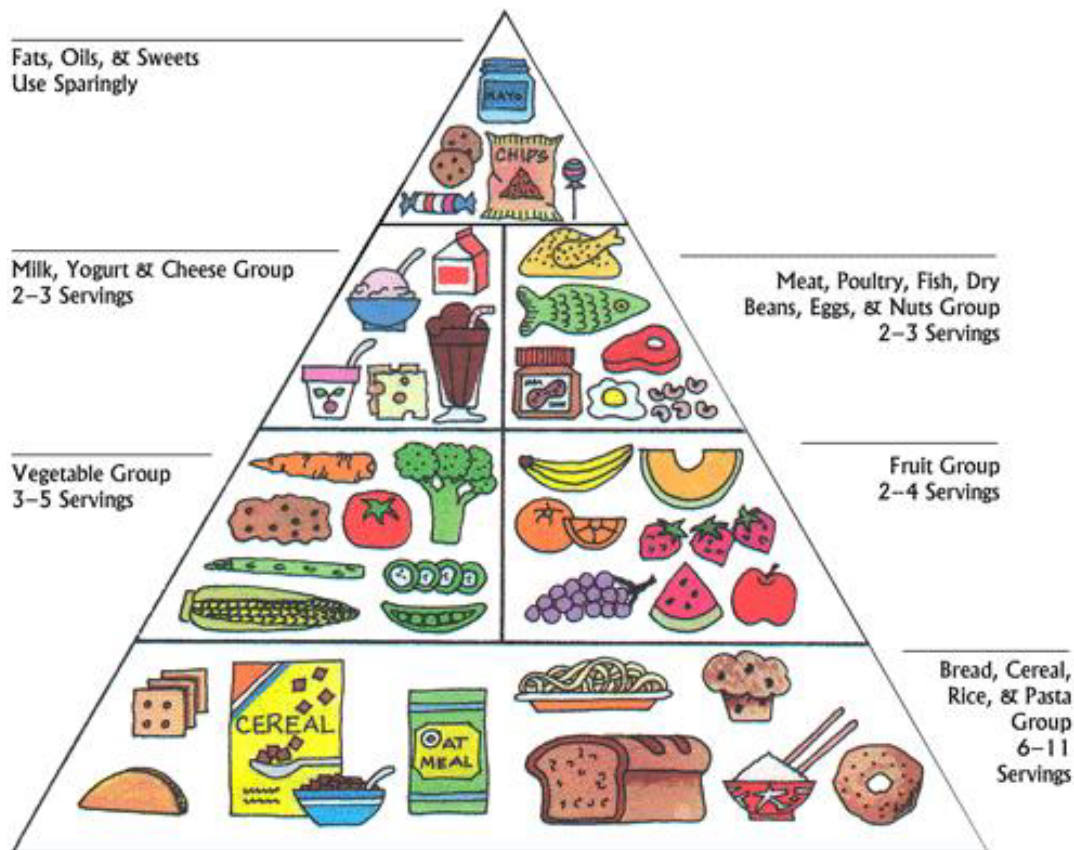 Fats, Oils, & Sweets
Use Sparingly
MAYO
CHIPS
Milk, Yogurt & Cheese Group
2–3 Servings
Meat, Poultry, Fish, Dry
Beans, Eggs, & Nuts Group
2–3 Servings
Vegetable Group
3–5 Servings
Fruit Group
2–4 Servings
Bread, Cereal,
Rice, & Pasta
Group
6–11
Servings
CEREAL
OAT
MEAL